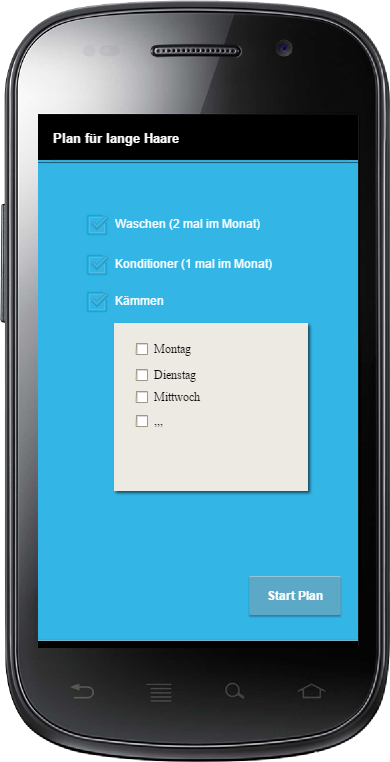 Plan für lange Haare
Waschen (2 mal im Monat)
Konditioner (1 mal im Monat)
Kämmen
Montag
Dienstag
Mittwoch
,,,
Start Plan